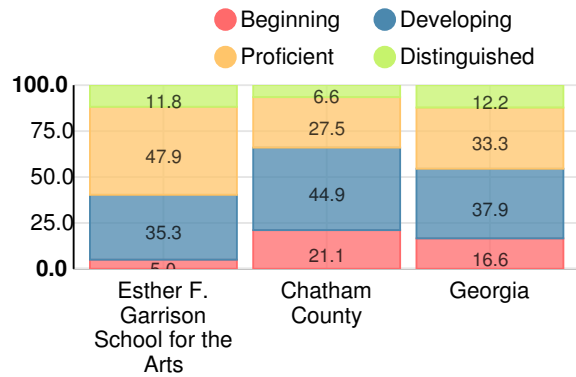 Beginning Developing
Proficient Distinguished
100.0
75.0
50.0
25.0
0.0
11.8 6.6 12.2
47.9 27.5 33.3
35.3 44.9 37.9
5.0 21.1 16.6
Esther F. Garrison School for the Arts
Chatham County
Georgia